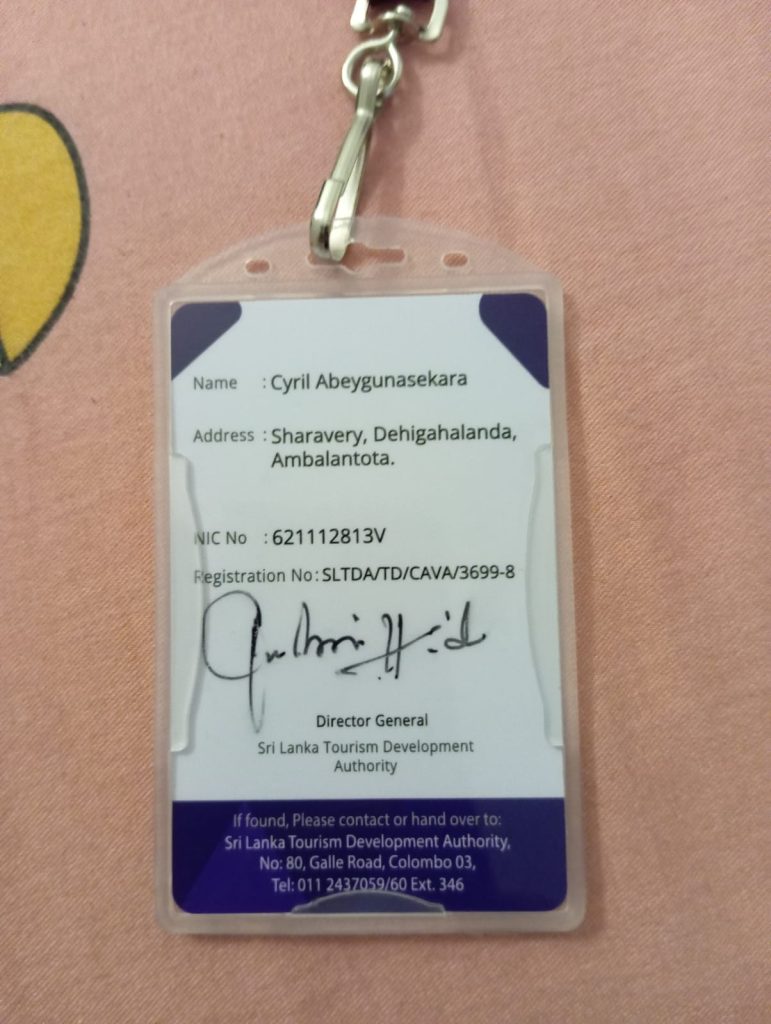 Name : Cyril Abeygunasekara
Address : Sharavery, Dehigahalanda,
Ambalantota.
NIC No : 621112813V
Registration No: SLTDA/TD/CAVA/3699-8
Director General
Sri Lanka Tourism Development
Authority
If found, Please contact or hand over to:
Sri Lanka Tourism Development Authority,
No: 80, Galle Road, Colombo 03,
Tel: 011 2437059/60 Ext. 346